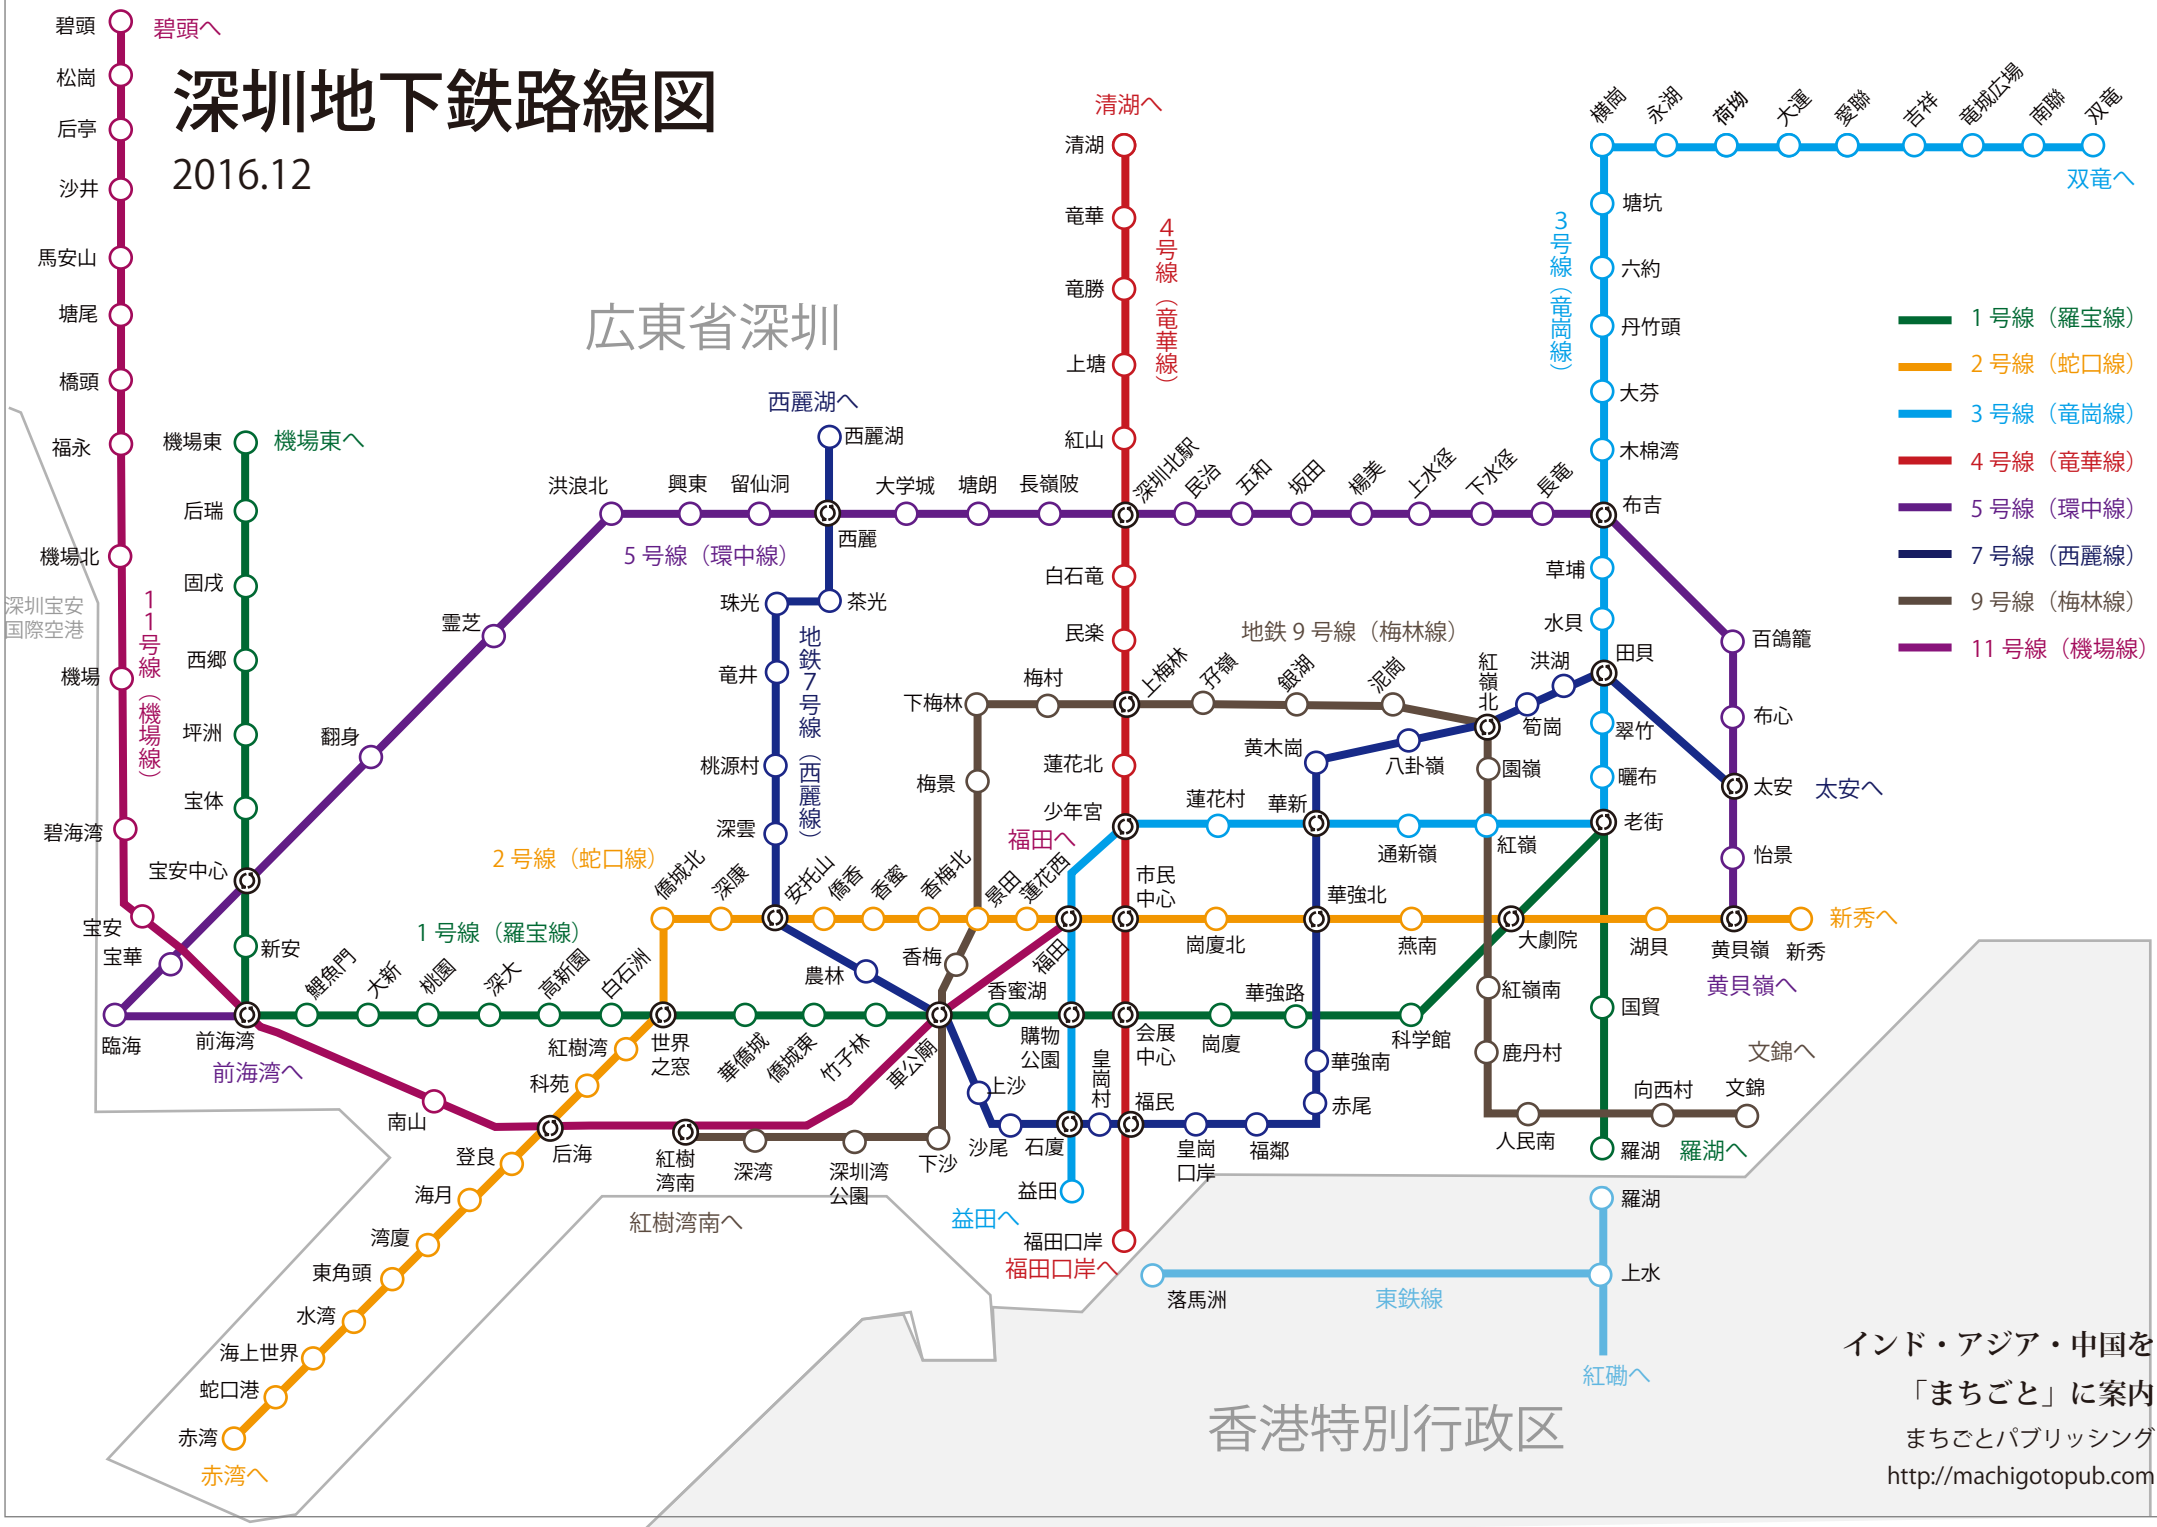 深圳地下鉄路線図
2016.12
碧頭
碧頭へ
松崗
后亭
沙井
馬安山
塘尾
橋頭
福永
機場北
機場
碧海湾
宝安
11号線（機場線）
深圳宝安
国際空港
機場東
機場東へ
后瑞
固戌
西郷
坪洲
宝体
宝安中心
新安
前海湾
前海湾へ
宝華
臨海
広東省深圳
西麗湖へ
西麗湖
西麗
茶光
珠光
竜井
桃源村
深雲
地鉄7号線（西麗線）
洪浪北
興東
留仙洞
大学城
塘朗
長嶺陂
深圳北駅
民治
五和
坂田
楊美
上水径
下水径
長竜
布吉
5 号線（環中線）
霊芝
翻身
清湖へ
清湖
竜華
竜勝
上塘
紅山
白石竜
民楽
上梅林
蓮花北
少年宮
市民
中心
会展
中心
福民
福田口岸
福田口岸へ
4号線（竜華線）
横崗
永湖
荷坳
大運
愛聯
吉祥
竜城広場
南聯
双竜
双竜へ
塘坑
六約
丹竹頭
大芬
木棉湾
3号線（竜崗線）
草埔
水貝
田貝
翠竹
曬布
老街
1 号線（羅宝線）
2 号線（蛇口線）
3 号線（竜崗線）
4 号線（竜華線）
5 号線（環中線）
7 号線（西麗線）
9 号線（梅林線）
11 号線（機場線）
百鴿籠
布心
太安
太安へ
怡景
地鉄 9 号線（梅林線）
下梅林
梅村
孖嶺
銀湖
泥崗
紅嶺北
筍崗
洪湖
黄木崗
八卦嶺
園嶺
梅景
蓮花村
華新
通新嶺
紅嶺
福田へ
2 号線（蛇口線）
僑城北
深康
安托山
僑香
香蜜
香梅北
景田
蓮花西
福田
崗廈北
華強北
燕南
大劇院
湖貝
黄貝嶺
新秀
新秀へ
黄貝嶺へ
1 号線（羅宝線）
鯉魚門
大新
桃園
深大
高新園
白石洲
世界
之窓
華僑城
僑城東
竹子林
車公廟
農林
香梅
香蜜湖
購物
公園
崗廈
華強路
科学館
国貿
羅湖
羅湖へ
紅嶺南
鹿丹村
人民南
向西村
文錦
文錦へ
華強南
赤尾
福鄰
皇崗
口岸
皇崗村
石廈
沙尾
上沙
益田
益田へ
紅樹湾
科苑
后海
南山
登良
海月
湾廈
東角頭
水湾
海上世界
蛇口港
赤湾
赤湾へ
紅樹
湾南
深湾
深圳湾
公園
下沙
紅樹湾南へ
羅湖
上水
落馬洲
東鉄線
紅磡へ
香港特別行政区
インド・アジア・中国を
「まちごと」に案内
まちごとパブリッシング
http://machigotopub.com